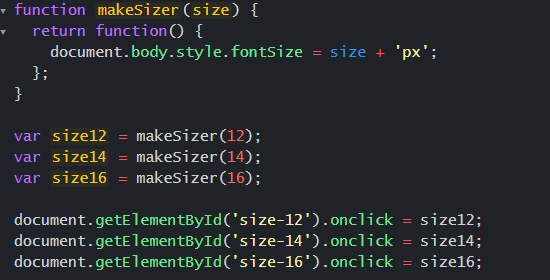 function makeSizer(size) {
  return function() {
    document.body.style.fontSize = size + 'px';
  };
}

var size12 = makeSizer(12);
var size14 = makeSizer(14);
var size16 = makeSizer(16);

document.getElementById('size-12').onclick = size12;
document.getElementById('size-14').onclick = size14;
document.getElementById('size-16').onclick = size16;